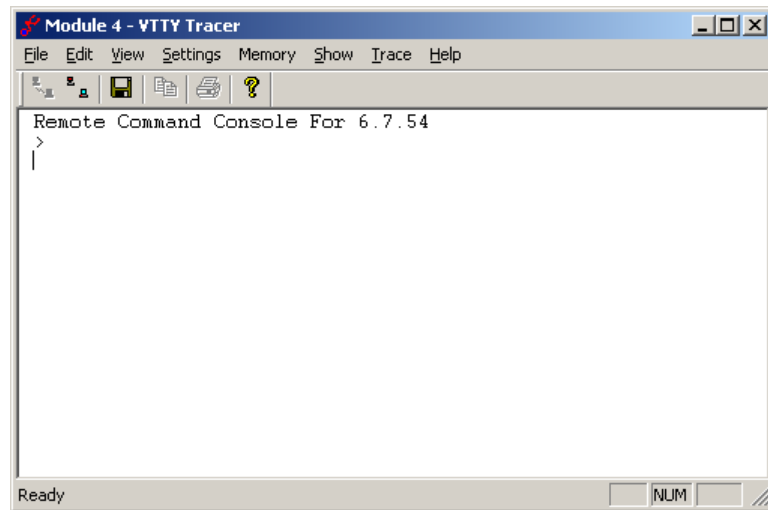 Module 4 - VTTY Tracer
File Edit View Settings Memory Show Trace Help
Remote Command Console For 6.7.54
>
Ready NUM